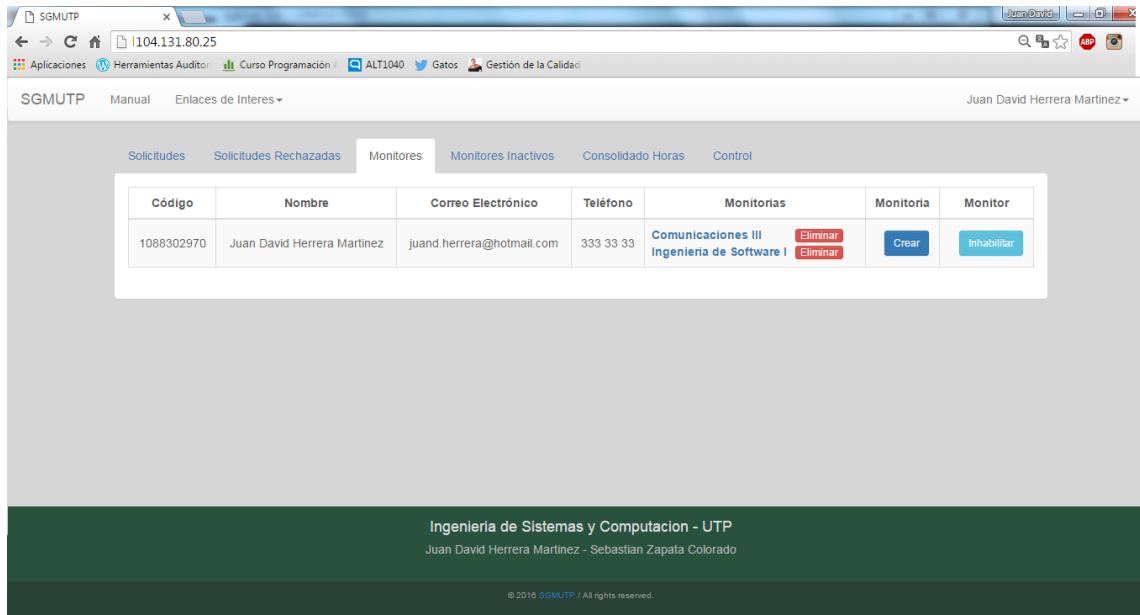 SGMUTP
Juan David
104.131.80.25
ABP
Aplicaciones Herramientas Auditor Curso Programación ALT1040 Gatos Gestión de la Calidad
SGMUTP Manual Enlaces de Interes Juan David Herrera Martinez
Solicitudes Solicitudes Rechazadas Monitores Monitores Inactivos Consolidado Horas Control
Código Nombre Correo Electrónico Teléfono Monitorias Monitoria Monitor
1088302970 Juan David Herrera Martinez juand.herrera@hotmail.com 333 33 33 Comunicaciones III Eliminar Crear Inhabilitar
Ingenieria de Software I Eliminar
Ingenieria de Sistemas y Computacion - UTP
Juan David Herrera Martinez - Sebastian Zapata Colorado
© 2016 SGMUTP / All rights reserved.